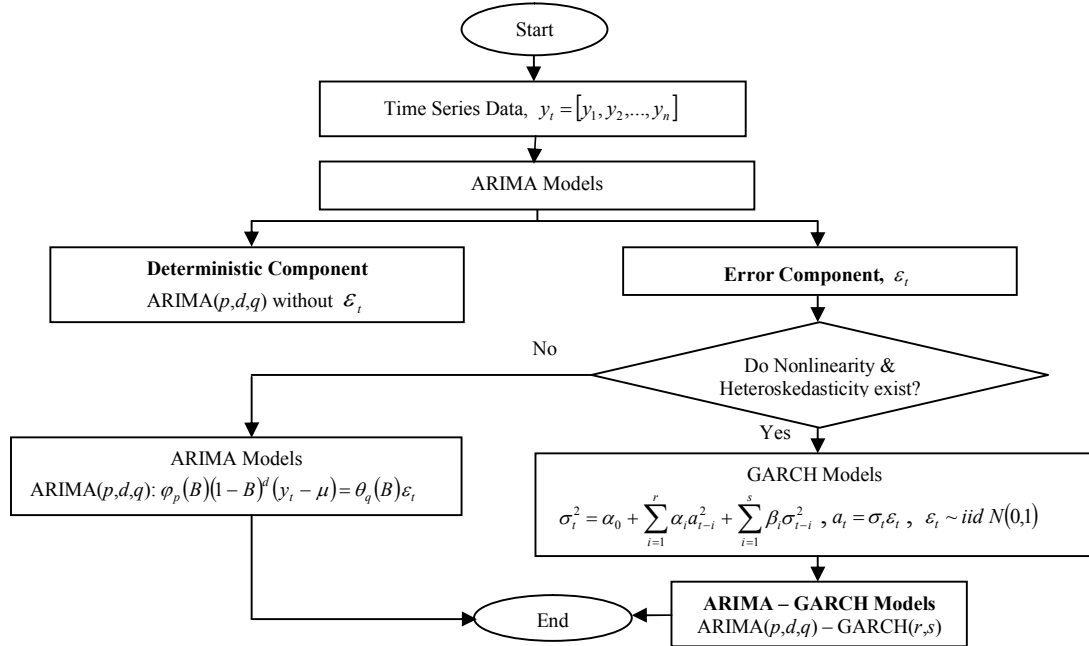 Start
Time Series Data, y_t = [y_1, y_2,..., y_n]
ARIMA Models
Deterministic Component
ARIMA(p,d,q) without ε_t
Error Component, ε_t
No
Do Nonlinearity &
Heteroskedasticity exist?
Yes
ARIMA Models
ARIMA(p,d,q): φ_p(B)(1 − B)^d (y_t − μ) = θ_q(B)ε_t
GARCH Models
σ_t^2 = α_0 + ∑_{i=1}^{r} α_i a_{t−i}^2 + ∑_{i=1}^{s} β_i σ_{t−i}^2 , a_t = σ_t ε_t , ε_t ~ iid N(0,1)
ARIMA – GARCH Models
ARIMA(p,d,q) – GARCH(r,s)
End